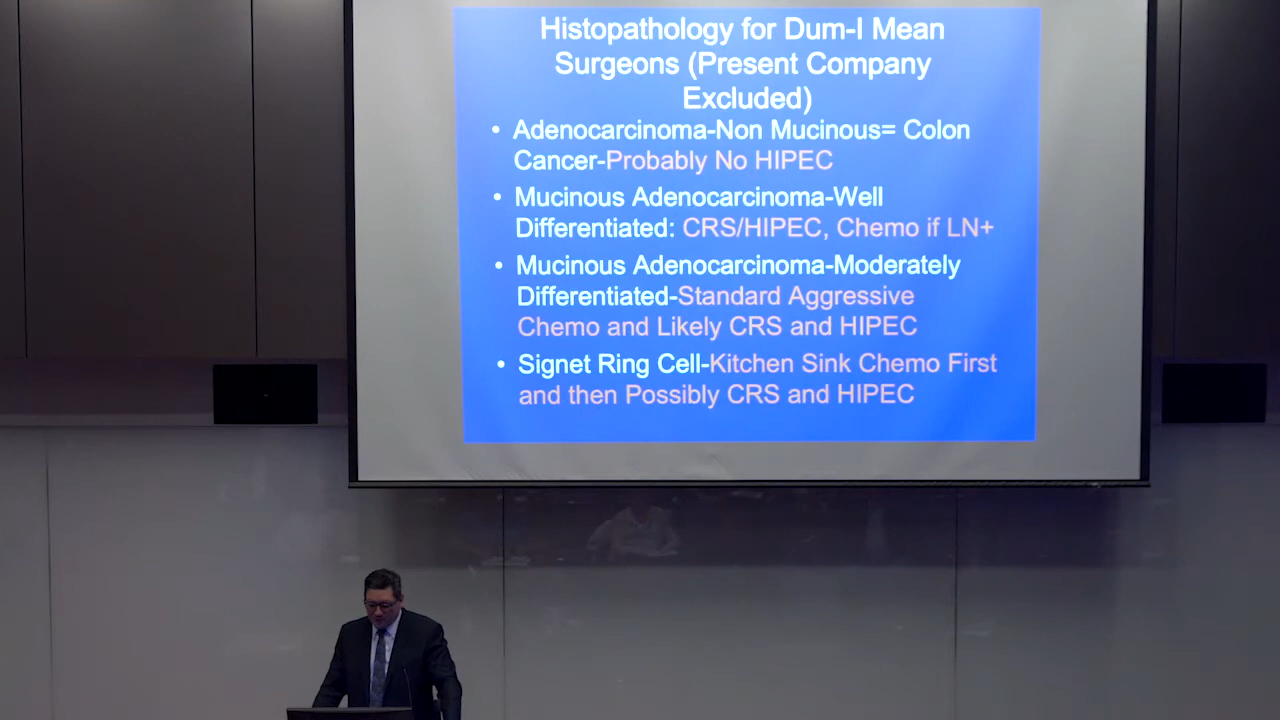 Histopathology for Dum-I Mean
Surgeons (Present Company
Excluded)
• Adenocarcinoma-Non Mucinous= Colon
Cancer-Probably No HIPEC
• Mucinous Adenocarcinoma-Well
Differentiated: CRS/HIPEC, Chemo if LN+
• Mucinous Adenocarcinoma-Moderately
Differentiated-Standard Aggressive
Chemo and Likely CRS and HIPEC
• Signet Ring Cell-Kitchen Sink Chemo First
and then Possibly CRS and HIPEC